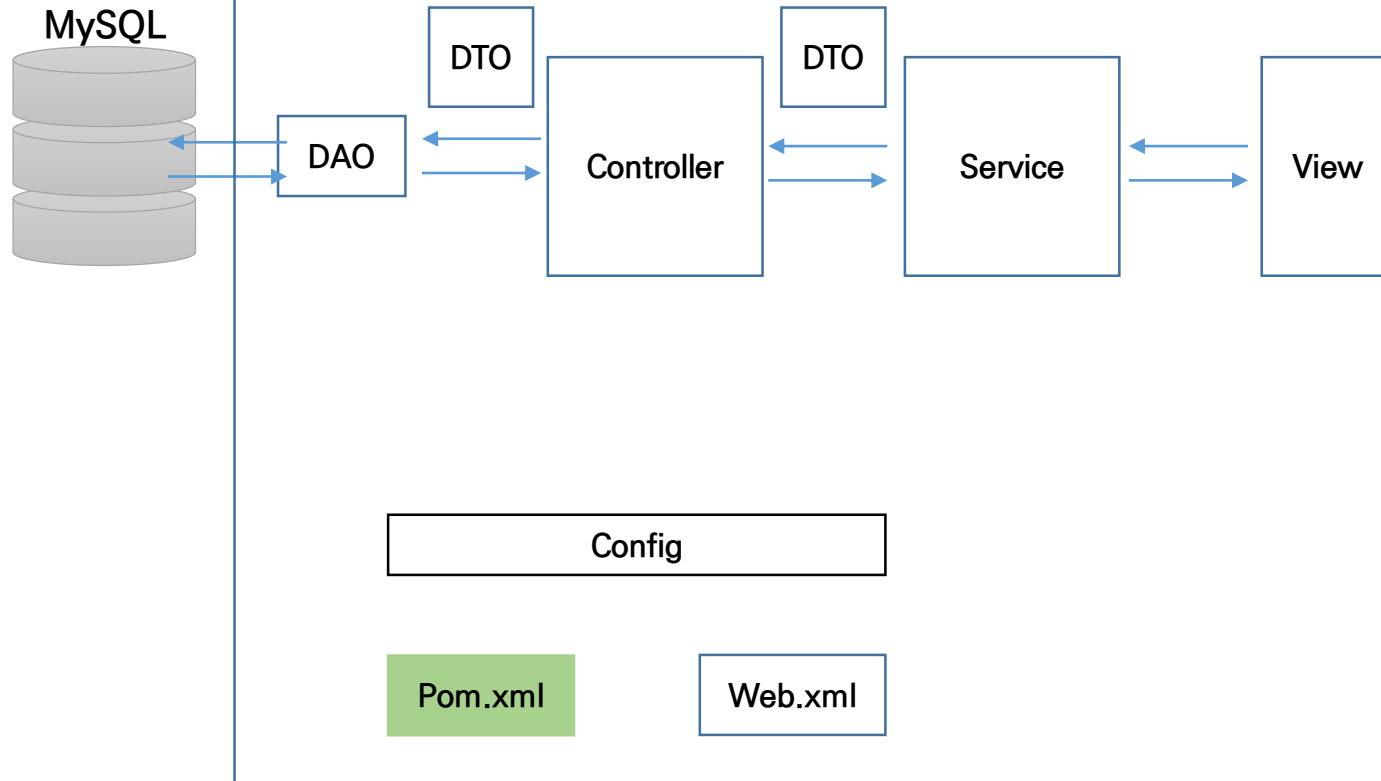 MySQL
DTO
DTO
DAO
Controller
Service
View
Config
Pom.xml
Web.xml